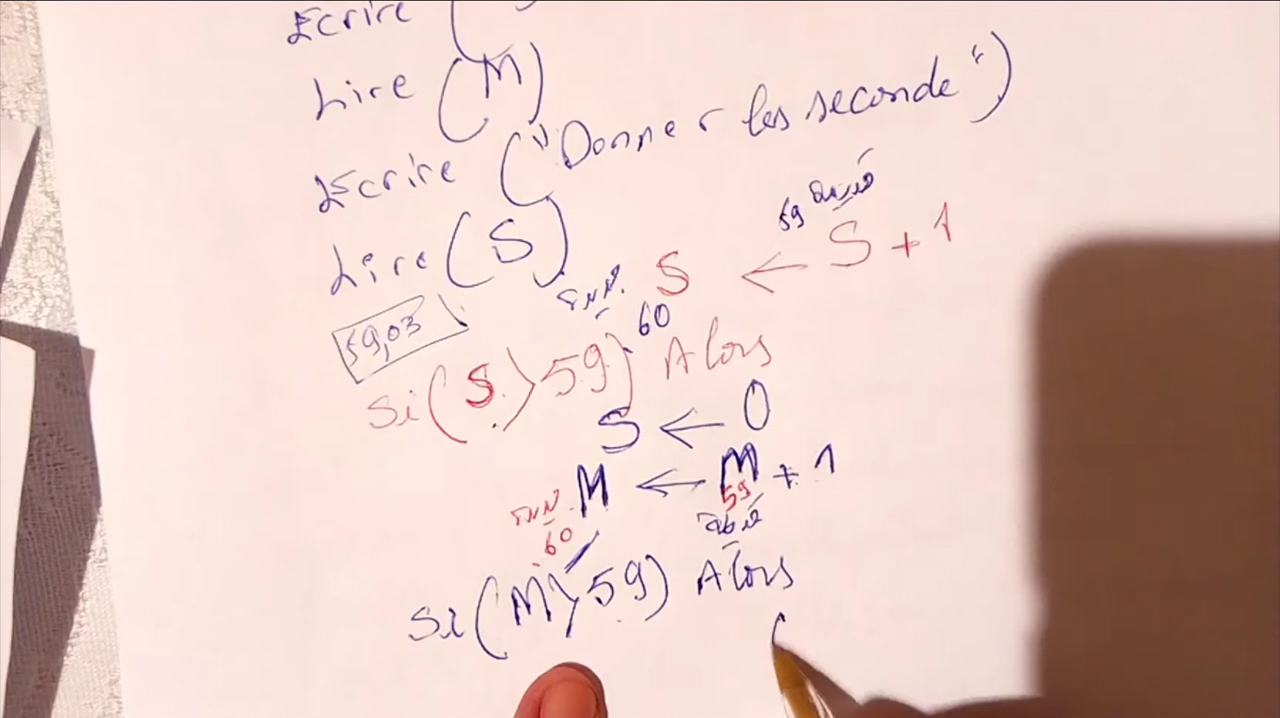 Ecrire (
Lire (M)
Ecrire ("Donner les seconde")
Lire (S)
59
S ← S + 1
59,03
60
Si (S > 59) Alors
S ← 0
M ← M + 1
59
60
Si (M > 59) Alors